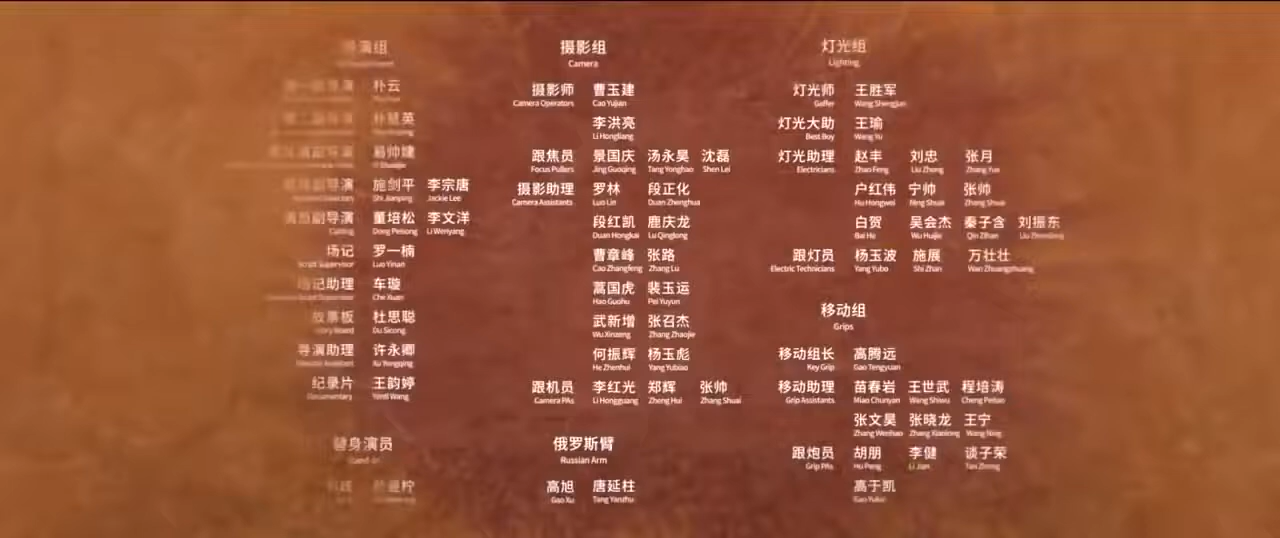 导演组
朴云
朴慧英
易帅婕
施剑平 李宗唐
Shi Jianping Jackie Lee
演员副导演 董培松 李文洋
Casting Dong Peisong Li Wenyang
场记 罗一楠
Script Supervisor Luo Yinan
场记助理 车璇
Che Xuan
故事板 杜思聪
Story Board Du Sicong
导演助理 许永卿
Xu Yongqing
纪录片 王韵婷
Documentary Yonti Wang
替身演员
Stand-in
摄影组
Camera
摄影师 曹玉建
Camera Operators Cao Yujian
李洪亮
Li Hongliang
跟焦员 景国庆 汤永昊 沈磊
Focus Pullers Jing Guoqing Tang Yonghao Shen Lei
摄影助理 罗林 段正化
Camera Assistants Luo Lin Duan Zhenghua
段红凯 鹿庆龙
Duan Hongkai Lu Qinglong
曹章峰 张路
Cao Zhangfeng Zhang Lu
蒿国虎 裴玉运
Hao Guohu Pei Yuyun
武新增 张召杰
Wu Xinzeng Zhang Zhaojie
何振辉 杨玉彪
He Zhenhui Yang Yubiao
跟机员 李红光 郑辉 张帅
Camera PAs Li Hongguang Zheng Hui Zhang Shuai
俄罗斯臂
Russian Arm
高旭 唐延柱
Gao Xu Tang Yanzhu
灯光组
Lighting
灯光师 王胜军
Gaffer Wang Shengjun
灯光大助 王瑜
Best Boy Wang Yu
灯光助理 赵丰 刘忠 张月
Electricians Zhao Feng Liu Zhong Zhang Yue
户红伟 宁帅 张帅
Hu Hongwei Ning Shuai Zhang Shuai
白贺 吴会杰 秦子含 刘振东
Bai He Wu Huijie Qin Zihan Liu Zhendong
跟灯员 杨玉波 施展 万壮壮
Electric Technicians Yang Yubo Shi Zhan Wan Zhuangzhuang
移动组
Grips
移动组长 高腾远
Key Grip Gao Tengyuan
移动助理 苗春岩 王世武 程培涛
Grip Assistants Miao Chunyan Wang Shiwu Cheng Peitao
张文昊 张晓龙 王宁
Zhang Wenhao Zhang Xiaolong Wang Ning
跟炮员 胡朋 李健 谈子荣
Grip PAs Hu Peng Li Jian Tan Zirong
高于凯
Gao Yukai